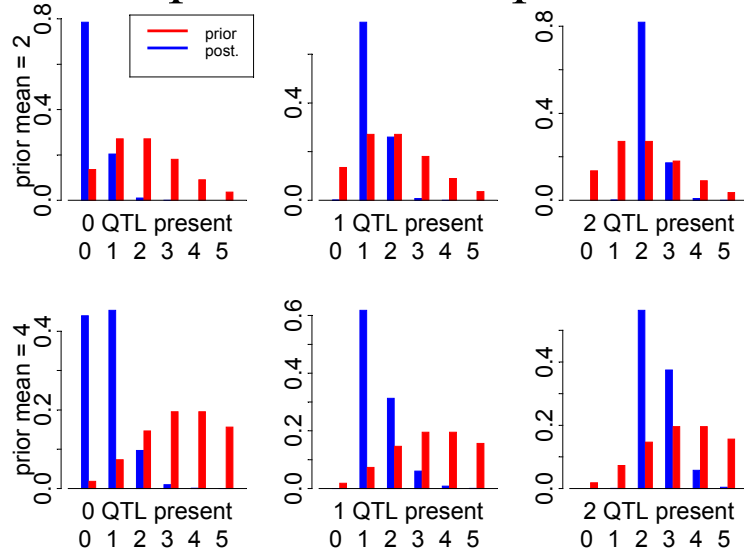 prior
post.
prior mean = 2
0.0 0.4 0.8
0.0 0.4
0.0 0.4 0.8
0 QTL present
0 1 2 3 4 5
1 QTL present
0 1 2 3 4 5
2 QTL present
0 1 2 3 4 5
prior mean = 4
0.0 0.2 0.4
0.0 0.2 0.4 0.6
0.0 0.2 0.4
0 QTL present
0 1 2 3 4 5
1 QTL present
0 1 2 3 4 5
2 QTL present
0 1 2 3 4 5